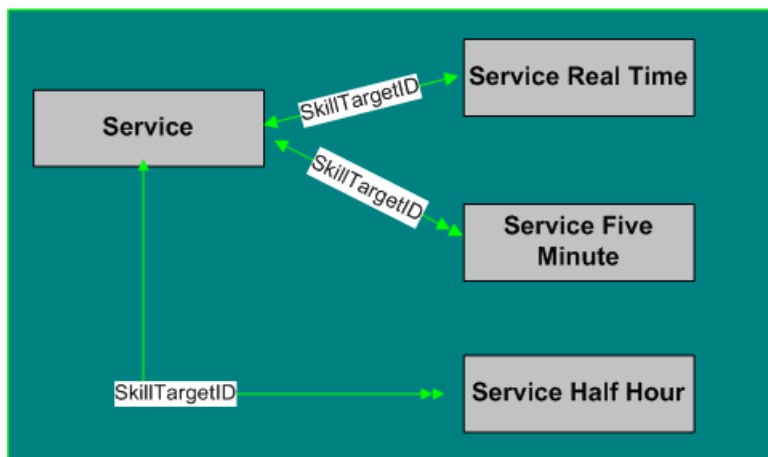 Service Real Time
SkillTargetID
Service
SkillTargetID
Service Five
Minute
SkillTargetID
Service Half Hour